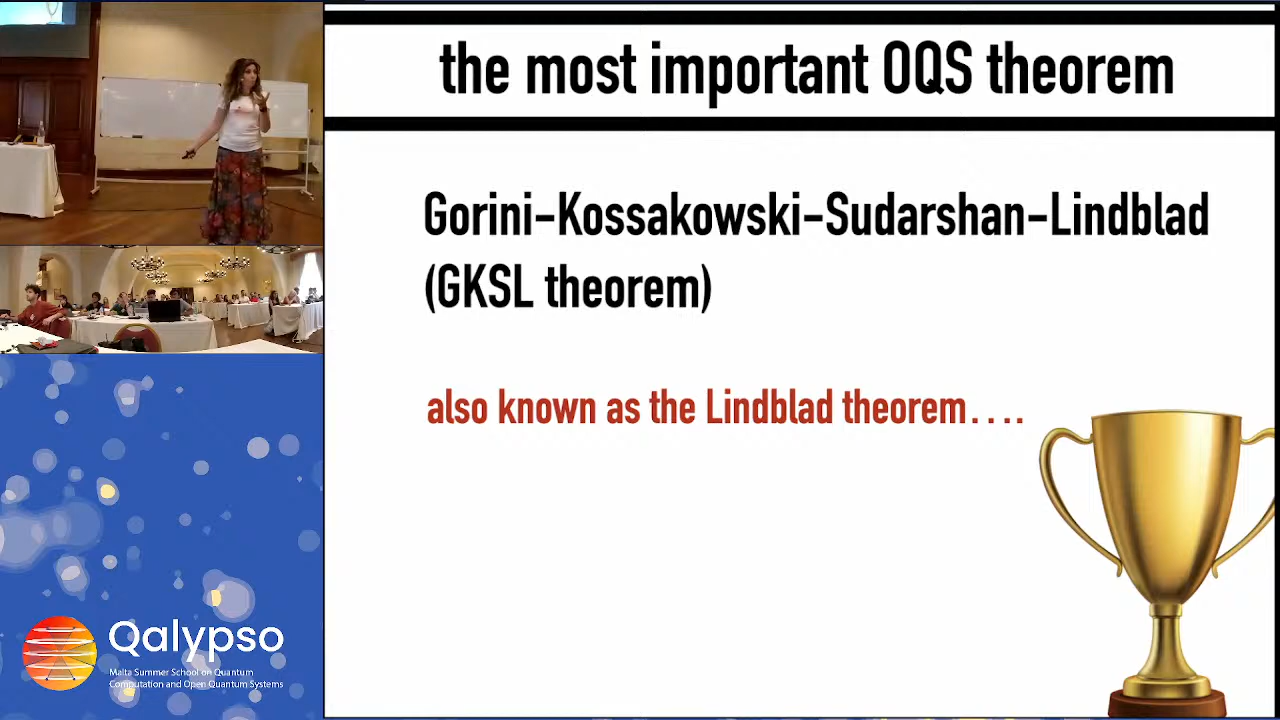 the most important OQS theorem
Gorini-Kossakowski-Sudarshan-Lindblad
(GKSL theorem)
also known as the Lindblad theorem....
Qalypso
Malta Summer School on Quantum
Computation and Open Quantum Systems